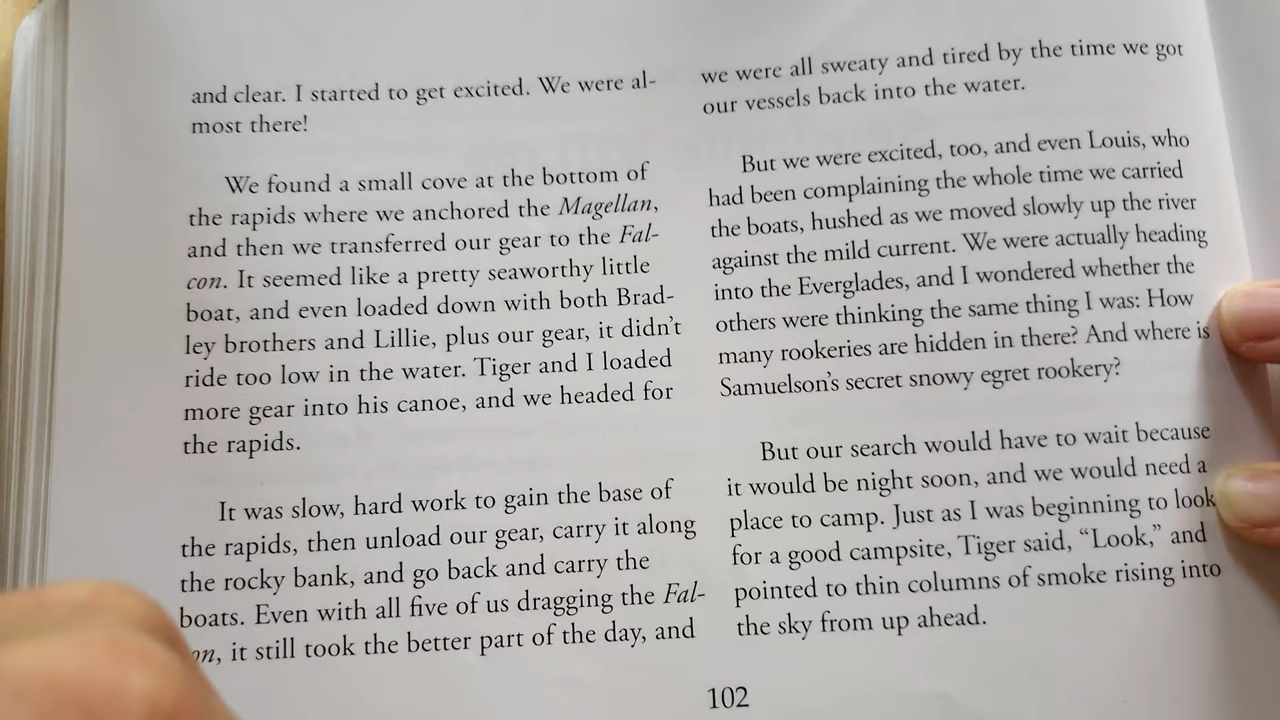 and clear. I started to get excited. We were al-
most there!
We found a small cove at the bottom of
the rapids where we anchored the Magellan,
and then we transferred our gear to the Fal-
con. It seemed like a pretty seaworthy little
boat, and even loaded down with both Brad-
ley brothers and Lillie, plus our gear, it didn't
ride too low in the water. Tiger and I loaded
more gear into his canoe, and we headed for
the rapids.
It was slow, hard work to gain the base of
the rapids, then unload our gear, carry it along
the rocky bank, and go back and carry the
boats. Even with all five of us dragging the Fal-
on, it still took the better part of the day, and
we were all sweaty and tired by the time we got
our vessels back into the water.
But we were excited, too, and even Louis, who
had been complaining the whole time we carried
the boats, hushed as we moved slowly up the river
against the mild current. We were actually heading
into the Everglades, and I wondered whether the
others were thinking the same thing I was: How
many rookeries are hidden in there? And where is
Samuelson's secret snowy egret rookery?
But our search would have to wait because
it would be night soon, and we would need a
place to camp. Just as I was beginning to look
for a good campsite, Tiger said, “Look,” and
pointed to thin columns of smoke rising into
the sky from up ahead.
102